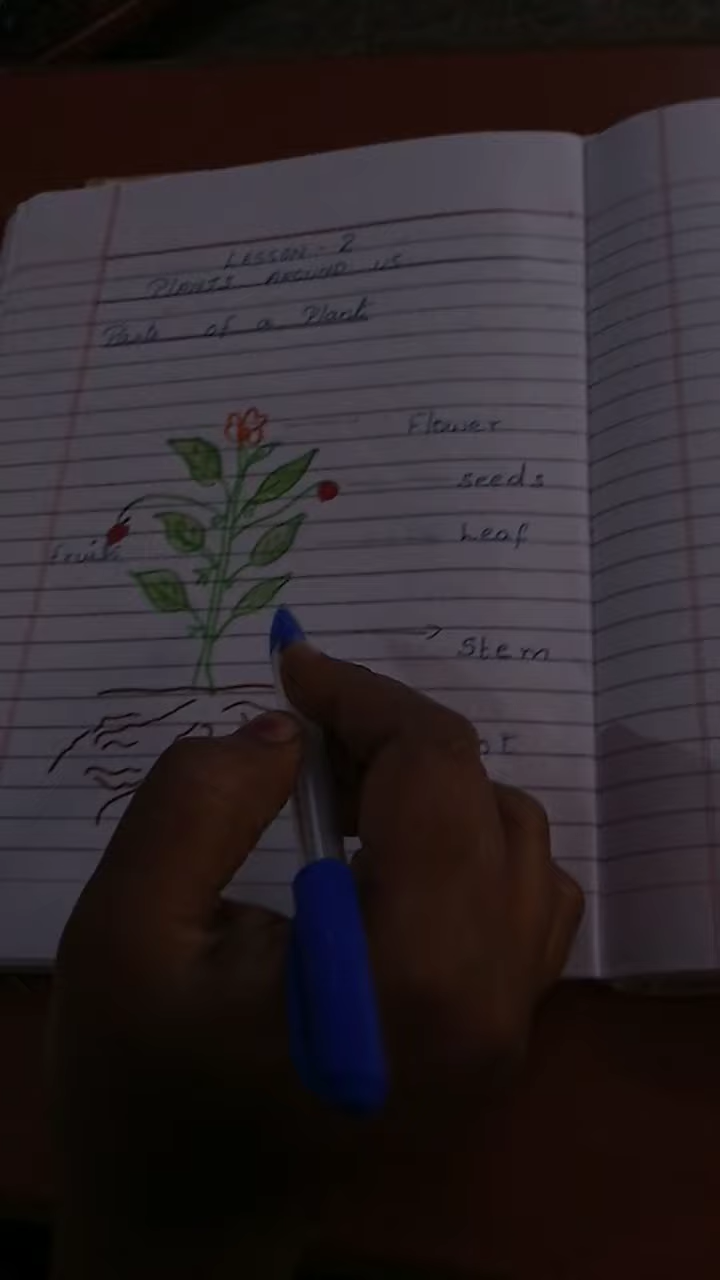 LESSON - 2
PLANTS AROUND US
Parts of a Plant
Flower
seeds
Leaf
Fruit
Stem